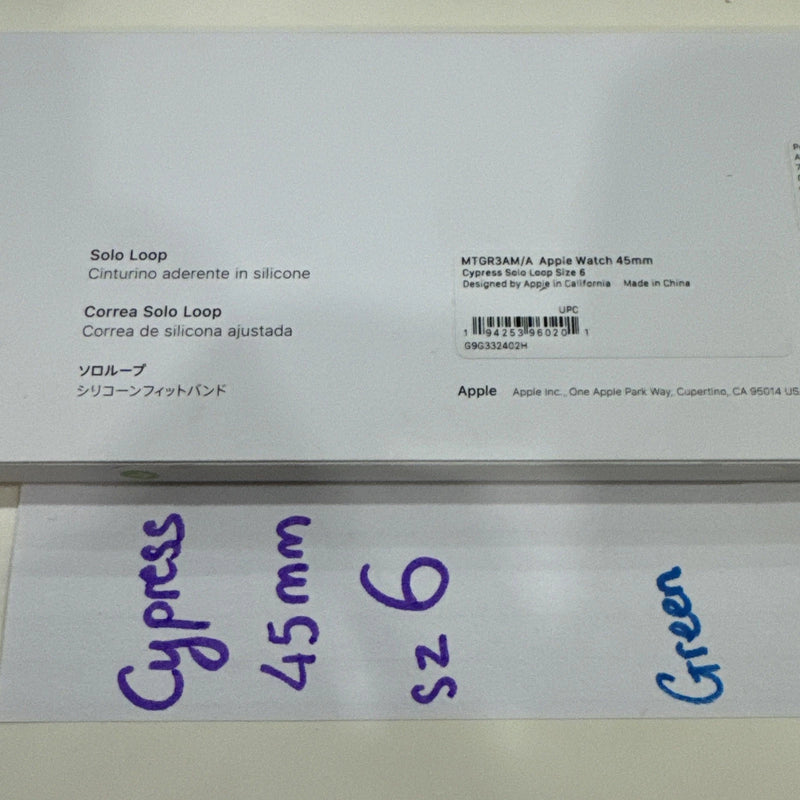 Solo Loop
Cinturino aderente in silicone
Correa Solo Loop
Correa de silicona ajustada
ソロループ
シリコーンフィットバンド
MTGR3AM/A Apple Watch 45mm
Cypress Solo Loop Size 6
Designed by Apple in California Made in China
UPC
1 94253 96020 1
G9G332402H
Apple Apple Inc., One Apple Park Way, Cupertino, CA 95014 US
Cypress
45mm
sz 6
Green